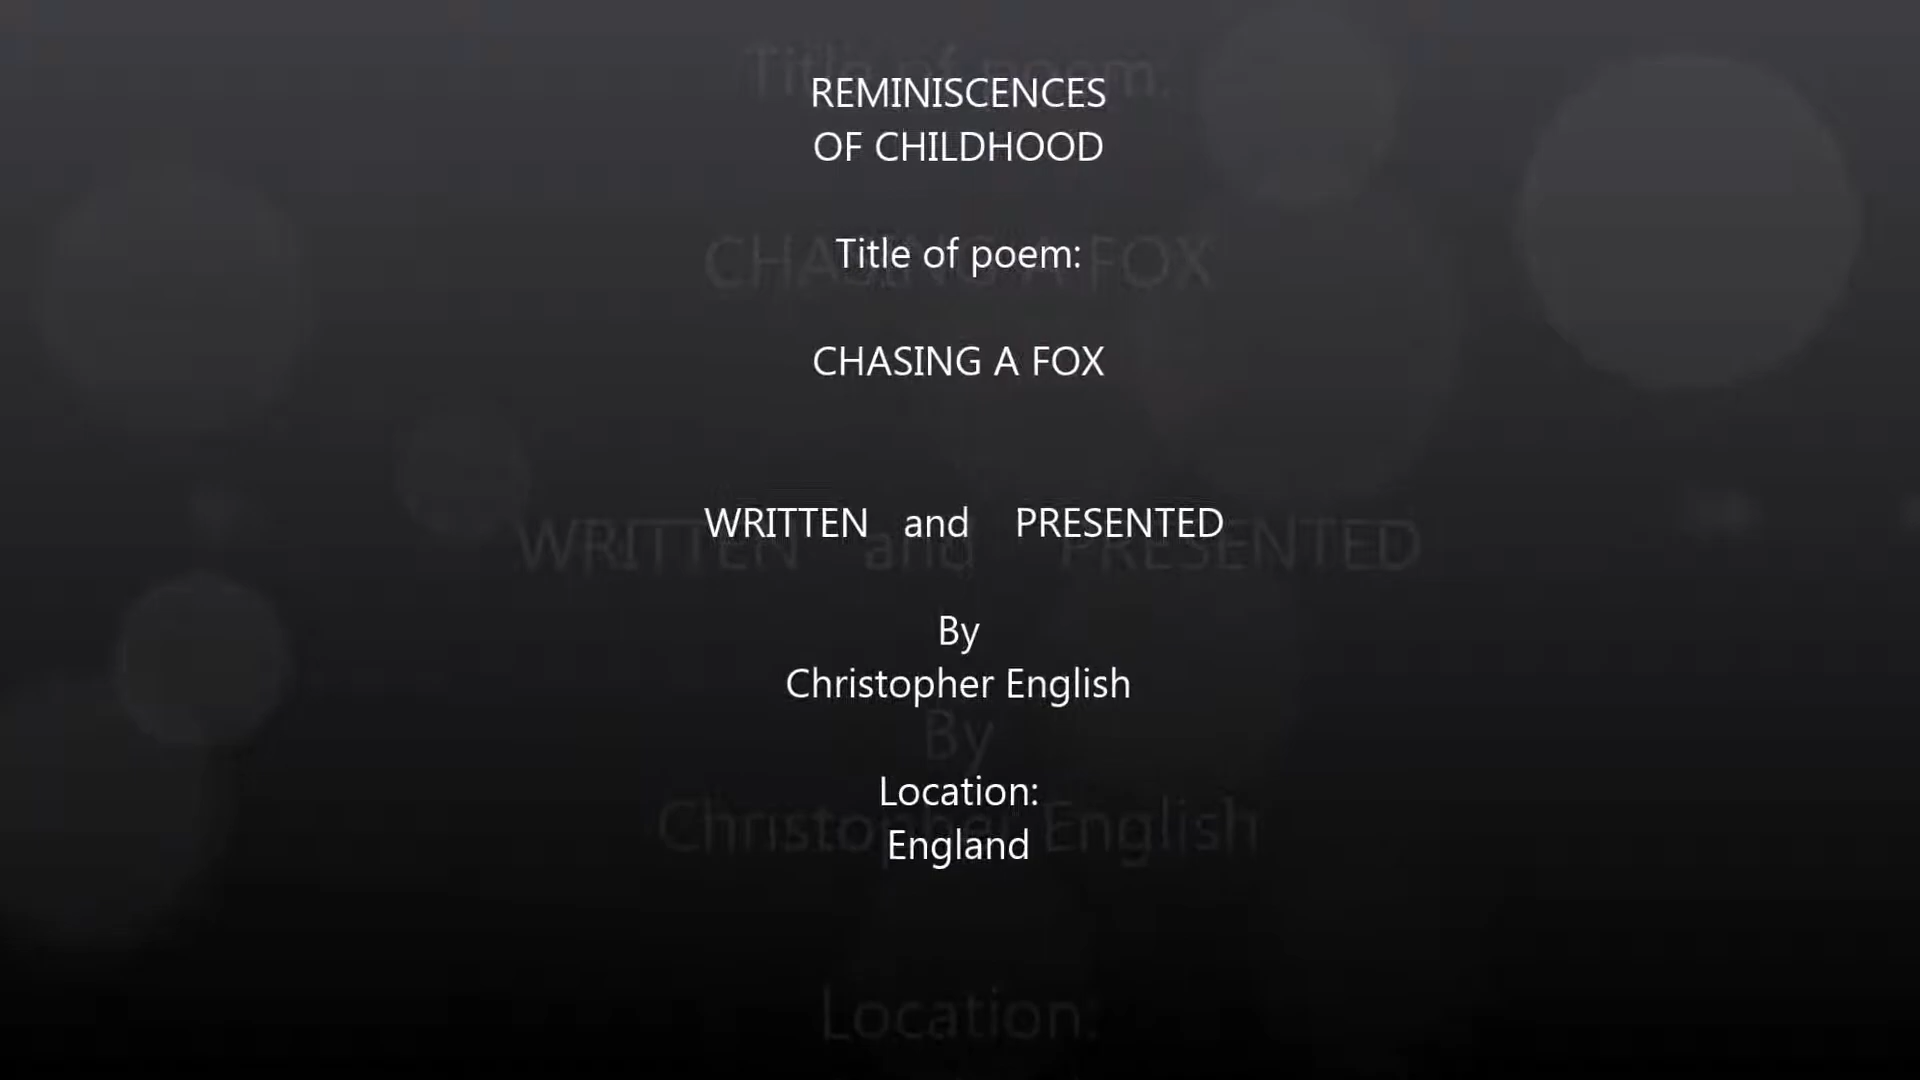 REMINISCENCES
OF CHILDHOOD
Title of poem:
CHASING A FOX
WRITTEN and PRESENTED
By
Christopher English
Location:
England